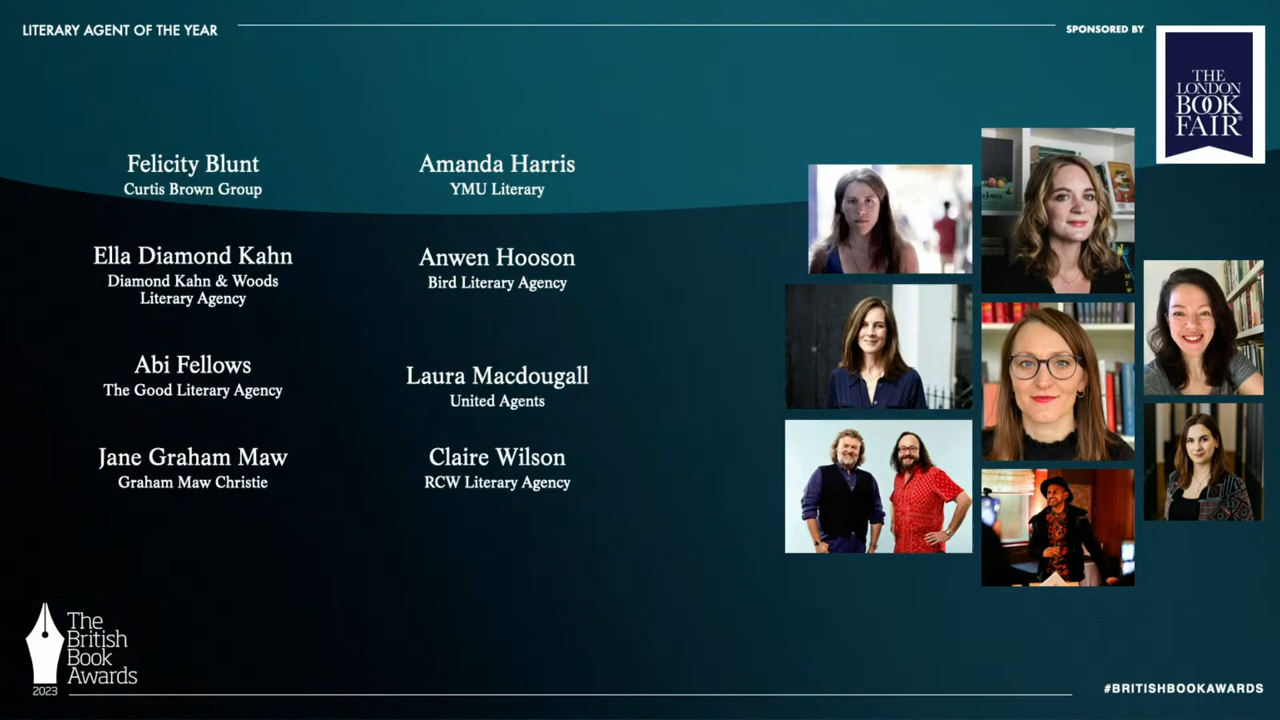 LITERARY AGENT OF THE YEAR
SPONSORED BY
THE
LONDON
BOOK
FAIR®
Felicity Blunt
Curtis Brown Group
Amanda Harris
YMU Literary
Ella Diamond Kahn
Diamond Kahn & Woods
Literary Agency
Anwen Hooson
Bird Literary Agency
Abi Fellows
The Good Literary Agency
Laura Macdougall
United Agents
Jane Graham Maw
Graham Maw Christie
Claire Wilson
RCW Literary Agency
The
British
Book
Awards
2023
#BRITISHBOOKAWARDS